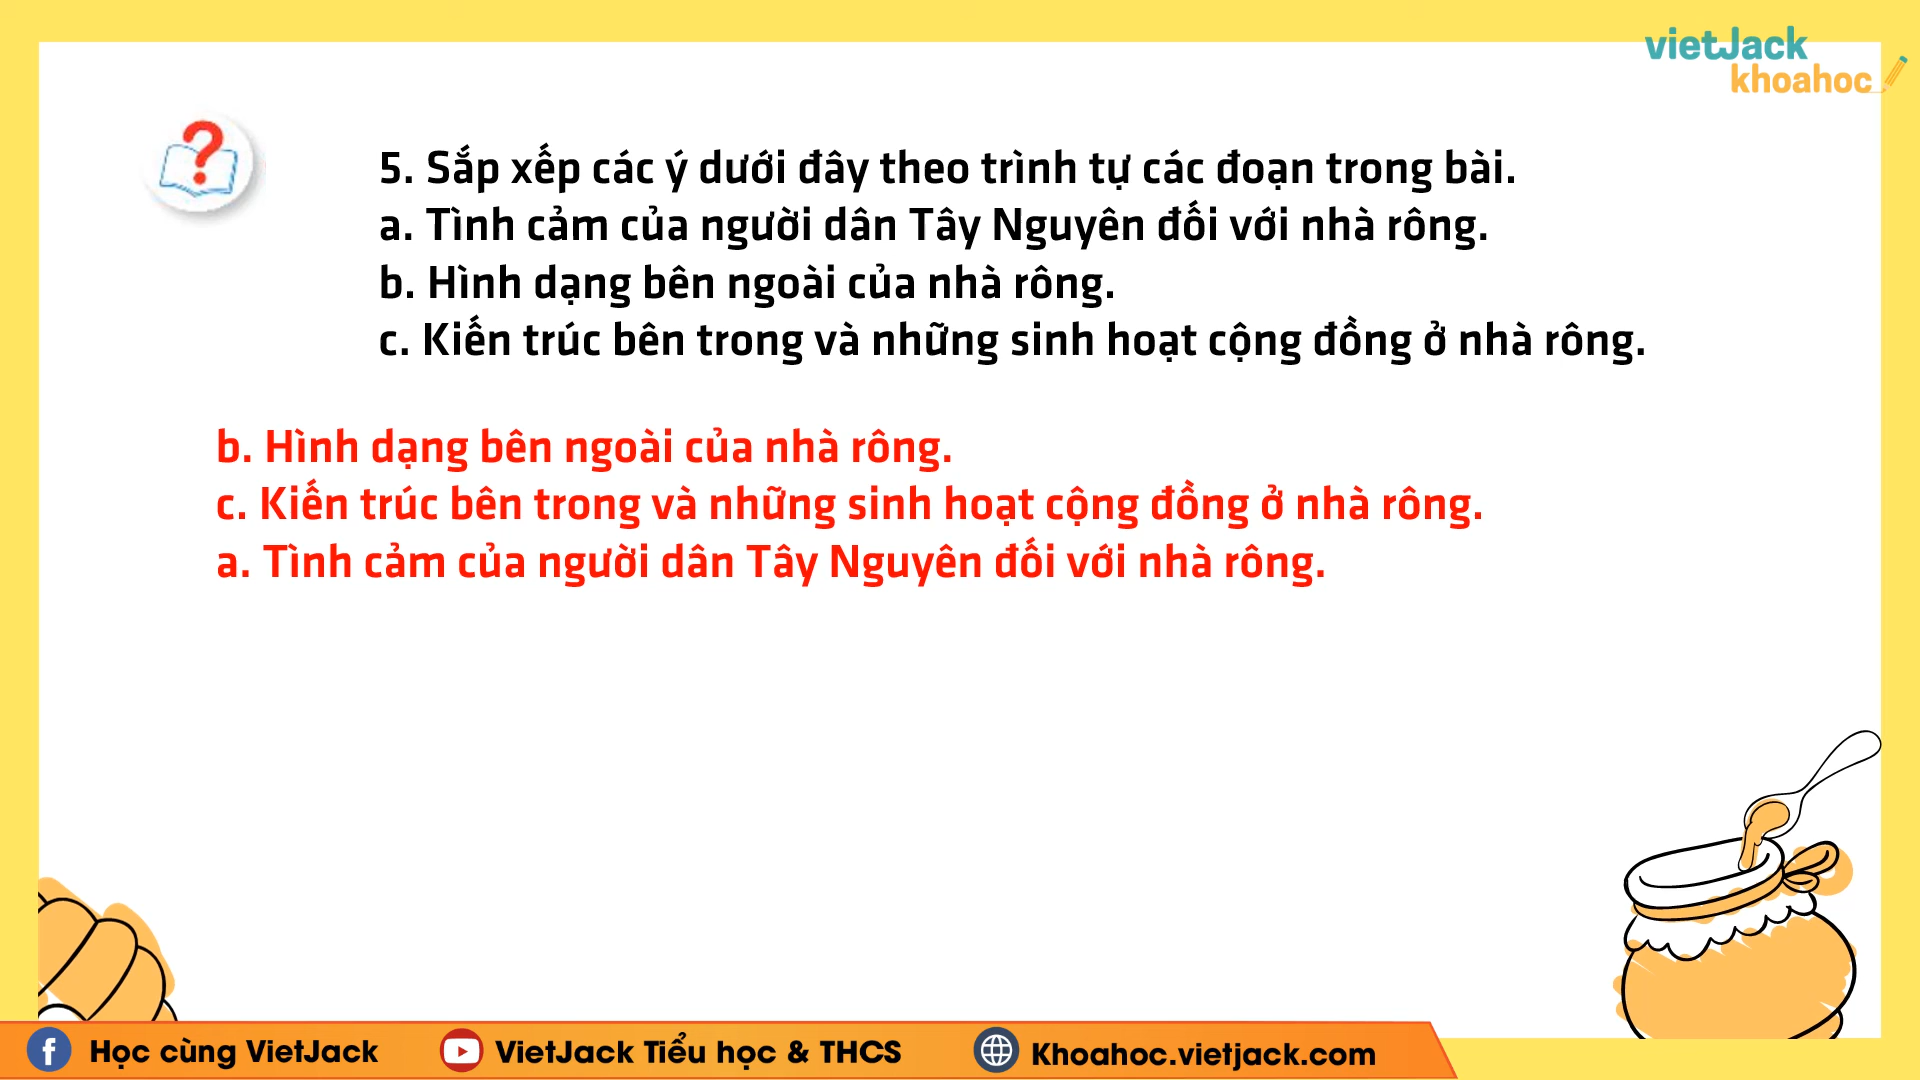 vietJack
khoahoc
5. Sắp xếp các ý dưới đây theo trình tự các đoạn trong bài.
a. Tình cảm của người dân Tây Nguyên đối với nhà rông.
b. Hình dạng bên ngoài của nhà rông.
c. Kiến trúc bên trong và những sinh hoạt cộng đồng ở nhà rông.
b. Hình dạng bên ngoài của nhà rông.
c. Kiến trúc bên trong và những sinh hoạt cộng đồng ở nhà rông.
a. Tình cảm của người dân Tây Nguyên đối với nhà rông.
Học cùng VietJack
VietJack Tiểu học & THCS
Khoahoc.vietjack.com